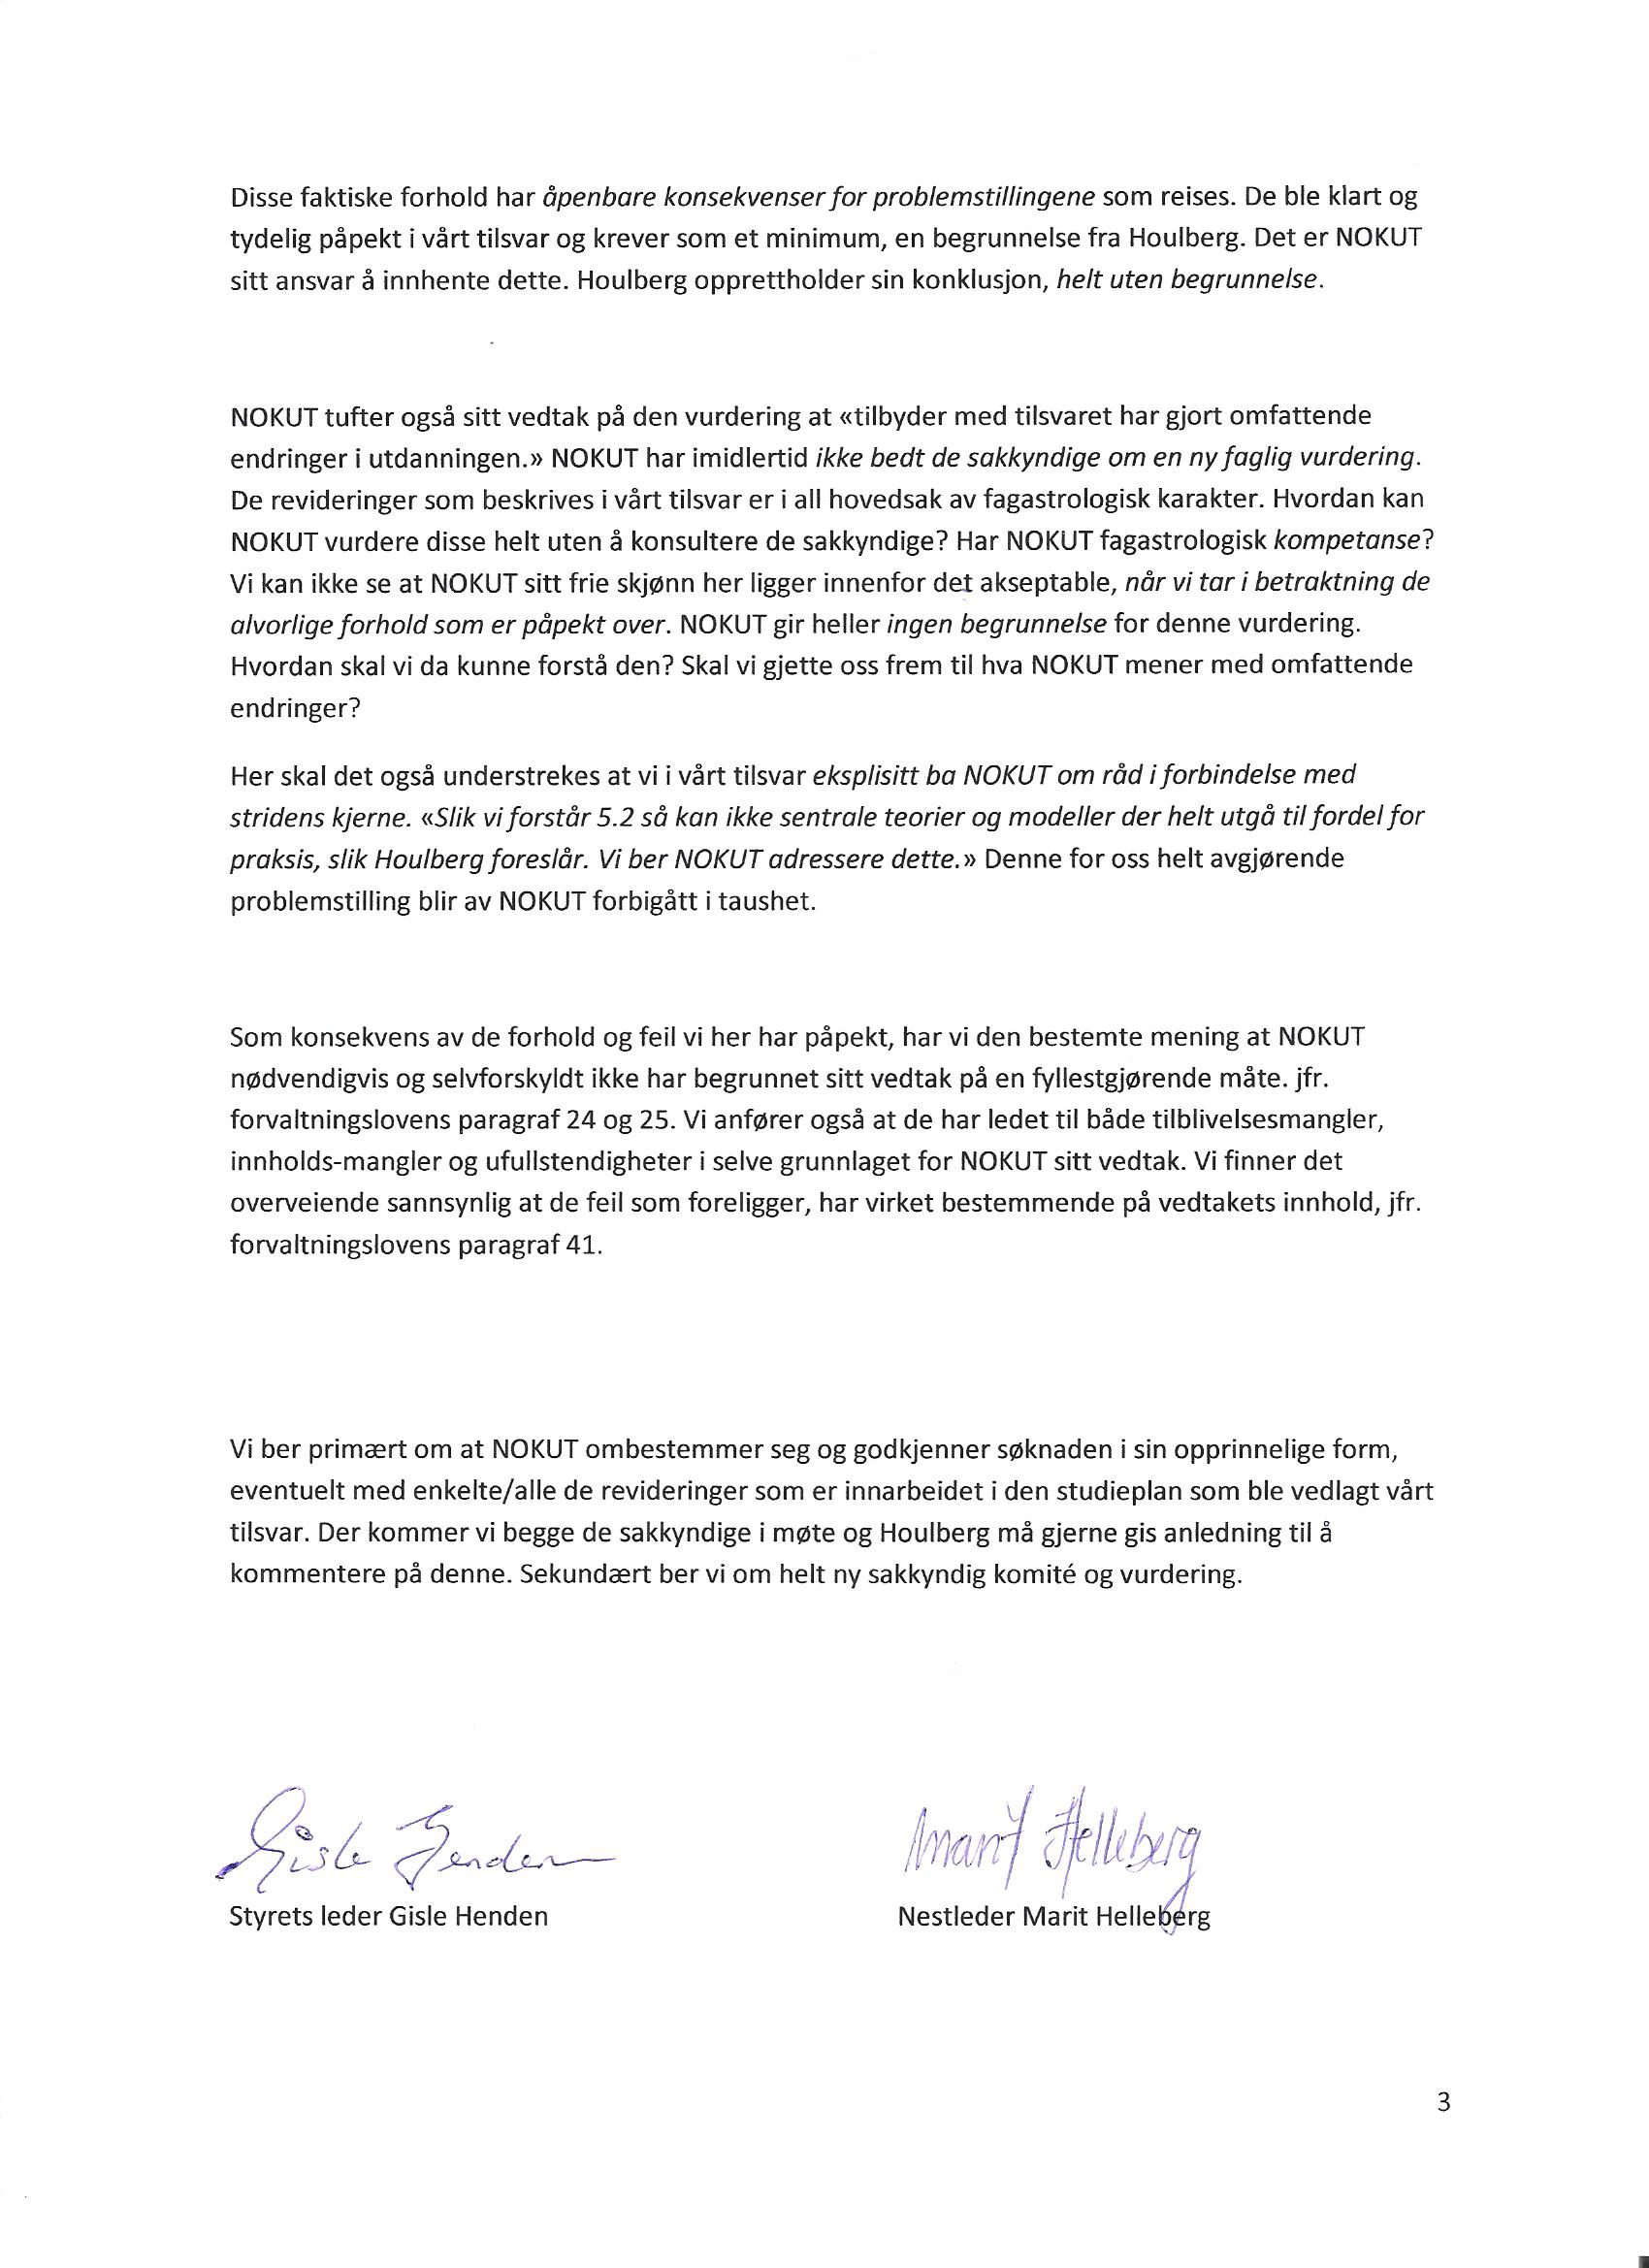 Disse faktiske forhold har åpenbare konsekvenser for problemstillingene som reises. De ble klart og
tydelig påpekt i vårt tilsvar og krever som et minimum, en begrunnelse fra Houlberg. Det er NOKUT
sitt ansvar å innhente dette. Houlberg opprettholder sin konklusjon, helt uten begrunnelse.
NOKUT tufter også sitt vedtak på den vurdering at «tilbyder med tilsvaret har gjort omfattende
endringer i utdanningen.» NOKUT har imidlertid ikke bedt de sakkyndige om en ny faglig vurdering.
De revideringer som beskrives i vårt tilsvar er i all hovedsak av fagastrologisk karakter. Hvordan kan
NOKUT vurdere disse helt uten å konsultere de sakkyndige? Har NOKUT fagastrologisk kompetanse?
Vi kan ikke se at NOKUT sitt frie skjønn her ligger innenfor det akseptable, når vi tar i betraktning de
alvorlige forhold som er påpekt over. NOKUT gir heller ingen begrunnelse for denne vurdering.
Hvordan skal vi da kunne forstå den? Skal vi gjette oss frem til hva NOKUT mener med omfattende
endringer?
Her skal det også understrekes at vi i vårt tilsvar eksplisitt ba NOKUT om råd i forbindelse med
stridens kjerne. «Slik vi forstår 5.2 så kan ikke sentrale teorier og modeller der helt utgå til fordel for
praksis, slik Houlberg foreslår. Vi ber NOKUT adressere dette.» Denne for oss helt avgjørende
problemstilling blir av NOKUT forbigått i taushet.
Som konsekvens av de forhold og feil vi her har påpekt, har vi den bestemte mening at NOKUT
nødvendigvis og selvforskyldt ikke har begrunnet sitt vedtak på en fyllestgjørende måte. jfr.
forvaltningslovens paragraf 24 og 25. Vi anfører også at de har ledet til både tilblivelsesmangler,
innholds-mangler og ufullstendigheter i selve grunnlaget for NOKUT sitt vedtak. Vi finner det
overveiende sannsynlig at de feil som foreligger, har virket bestemmende på vedtakets innhold, jfr.
forvaltningslovens paragraf 41.
Vi ber primært om at NOKUT ombestemmer seg og godkjenner søknaden i sin opprinnelige form,
eventuelt med enkelte/alle de revideringer som er innarbeidet i den studieplan som ble vedlagt vårt
tilsvar. Der kommer vi begge de sakkyndige i møte og Houlberg må gjerne gis anledning til å
kommentere på denne. Sekundært ber vi om helt ny sakkyndig komité og vurdering.
Gisle Henden Marit Helleberg
Styrets leder Gisle Henden Nestleder Marit Helleberg
3